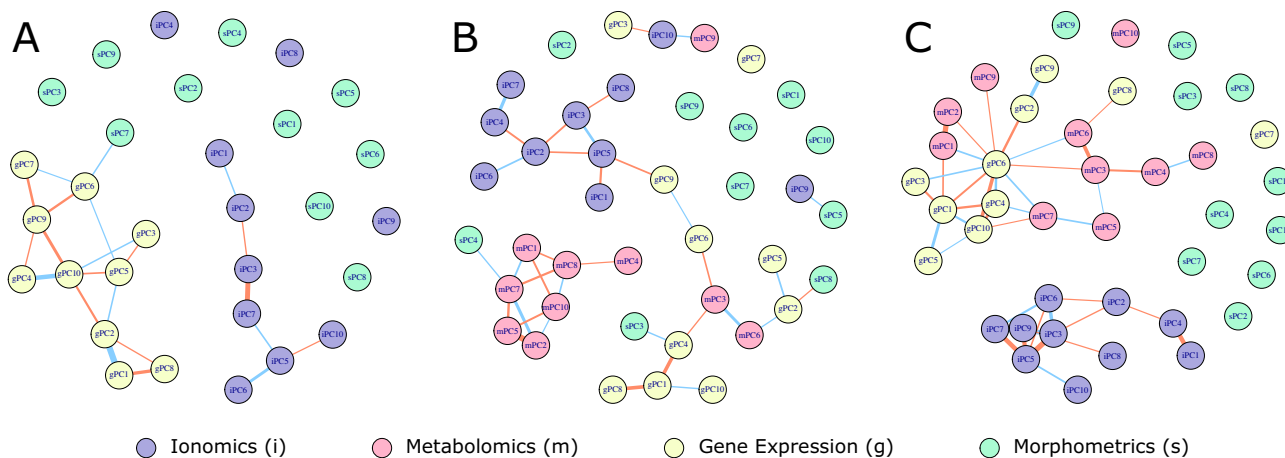 A
iPC4
sPC4
sPC9
iPC8
sPC3
sPC2
sPC5
sPC7
sPC1
gPC7
iPC1
sPC6
gPC6
gPC9
iPC2
sPC10
iPC9
gPC3
gPC4
gPC10
gPC5
iPC3
sPC8
iPC7
gPC2
iPC10
gPC1
gPC8
iPC5
iPC6
B
gPC3
iPC10
mPC9
sPC2
gPC7
iPC7
iPC8
sPC1
iPC4
iPC3
sPC9
sPC6
iPC2
iPC5
sPC10
iPC6
gPC9
sPC7
iPC9
iPC1
sPC5
sPC4
mPC1
gPC6
mPC8
mPC4
gPC5
mPC7
sPC8
mPC10
mPC3
gPC2
mPC5
sPC3
mPC6
mPC2
gPC4
gPC8
gPC1
gPC10
C
sPC9
mPC10
sPC5
mPC9
gPC9
sPC8
gPC8
sPC3
mPC2
gPC2
mPC6
gPC7
mPC1
gPC6
mPC3
mPC4
mPC8
gPC3
sPC1
gPC1
gPC4
mPC7
sPC4
gPC10
mPC5
sPC1
gPC5
sPC7
sPC6
iPC6
iPC2
sPC2
iPC7
iPC9
iPC3
iPC4
iPC5
iPC8
iPC1
iPC10
Ionomics (i)
Metabolomics (m)
Gene Expression (g)
Morphometrics (s)